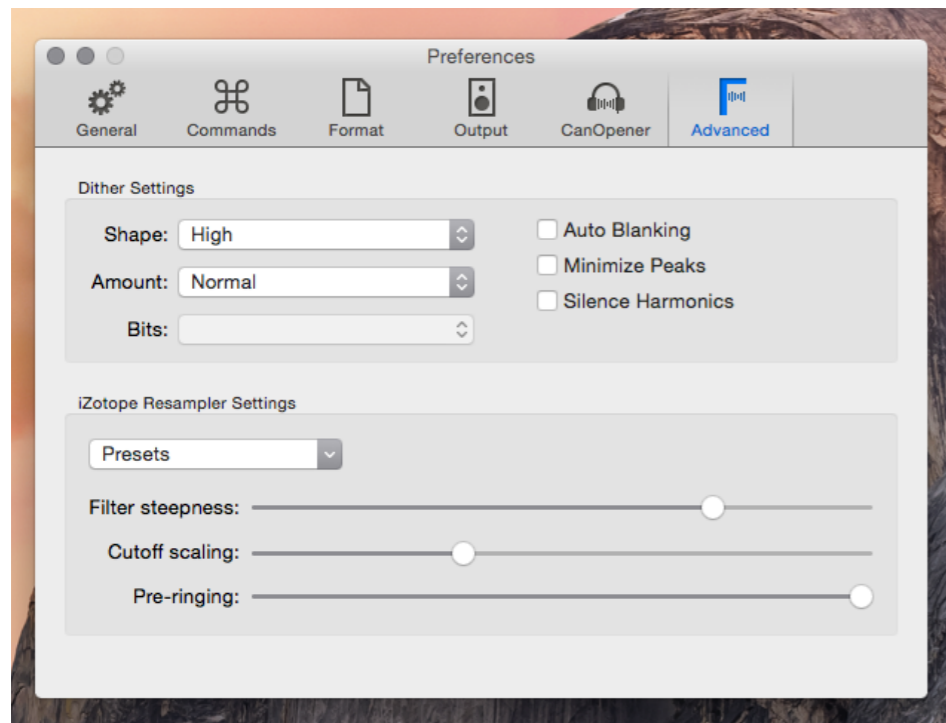 Preferences
General Commands Format Output CanOpener Advanced
Dither Settings
Shape: High
Auto Blanking
Amount: Normal
Minimize Peaks
Silence Harmonics
Bits:
iZotope Resampler Settings
Presets
Filter steepness:
Cutoff scaling:
Pre-ringing: